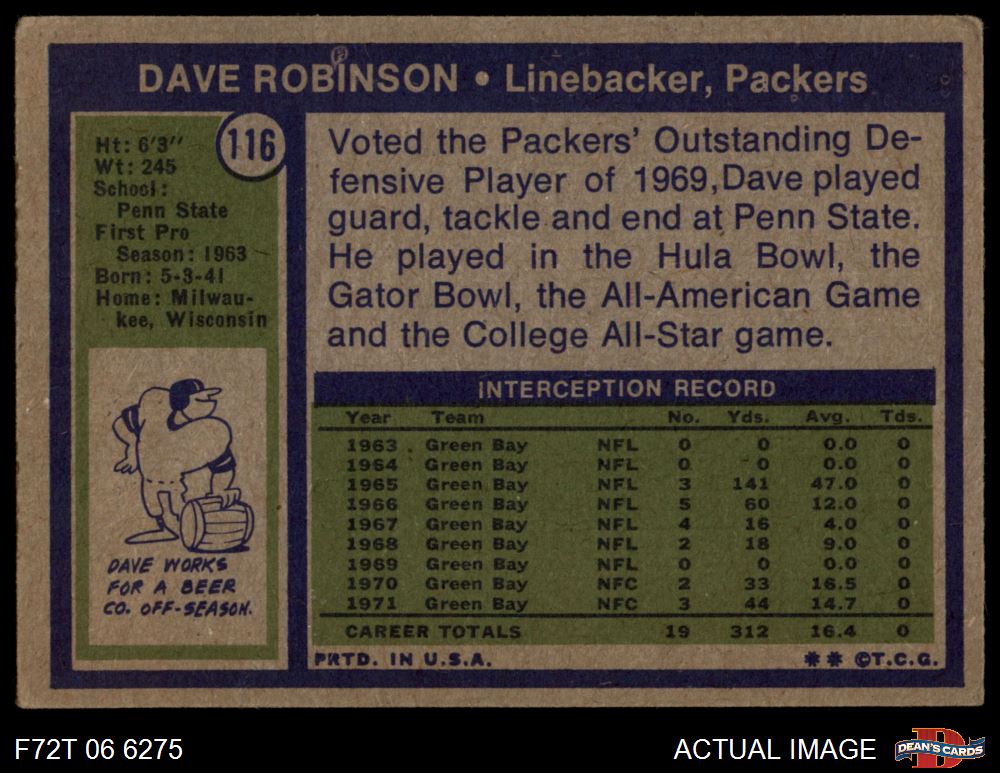 DAVE ROBINSON • Linebacker, Packers
116
Ht: 6'3"
Wt: 245
School:
Penn State
First Pro
Season: 1963
Born: 5-3-41
Home: Milwau-
kee, Wisconsin
DAVE WORKS
FOR A BEER
CO. OFF-SEASON.
Voted the Packers' Outstanding De-
fensive Player of 1969, Dave played
guard, tackle and end at Penn State.
He played in the Hula Bowl, the
Gator Bowl, the All-American Game
and the College All-Star game.
INTERCEPTION RECORD
Year Team No. Yds. Avg. Tds.
1963 Green Bay NFL 0 0 0.0 0
1964 Green Bay NFL 0 0 0.0 0
1965 Green Bay NFL 3 141 47.0 0
1966 Green Bay NFL 5 60 12.0 0
1967 Green Bay NFL 4 16 4.0 0
1968 Green Bay NFL 2 18 9.0 0
1969 Green Bay NFL 0 0 0.0 0
1970 Green Bay NFC 2 33 16.5 0
1971 Green Bay NFC 3 44 14.7 0
CAREER TOTALS 19 312 16.4 0
PRTD. IN U.S.A. ** ©T.C.G.
F72T 06 6275 ACTUAL IMAGE
DEAN'S CARDS